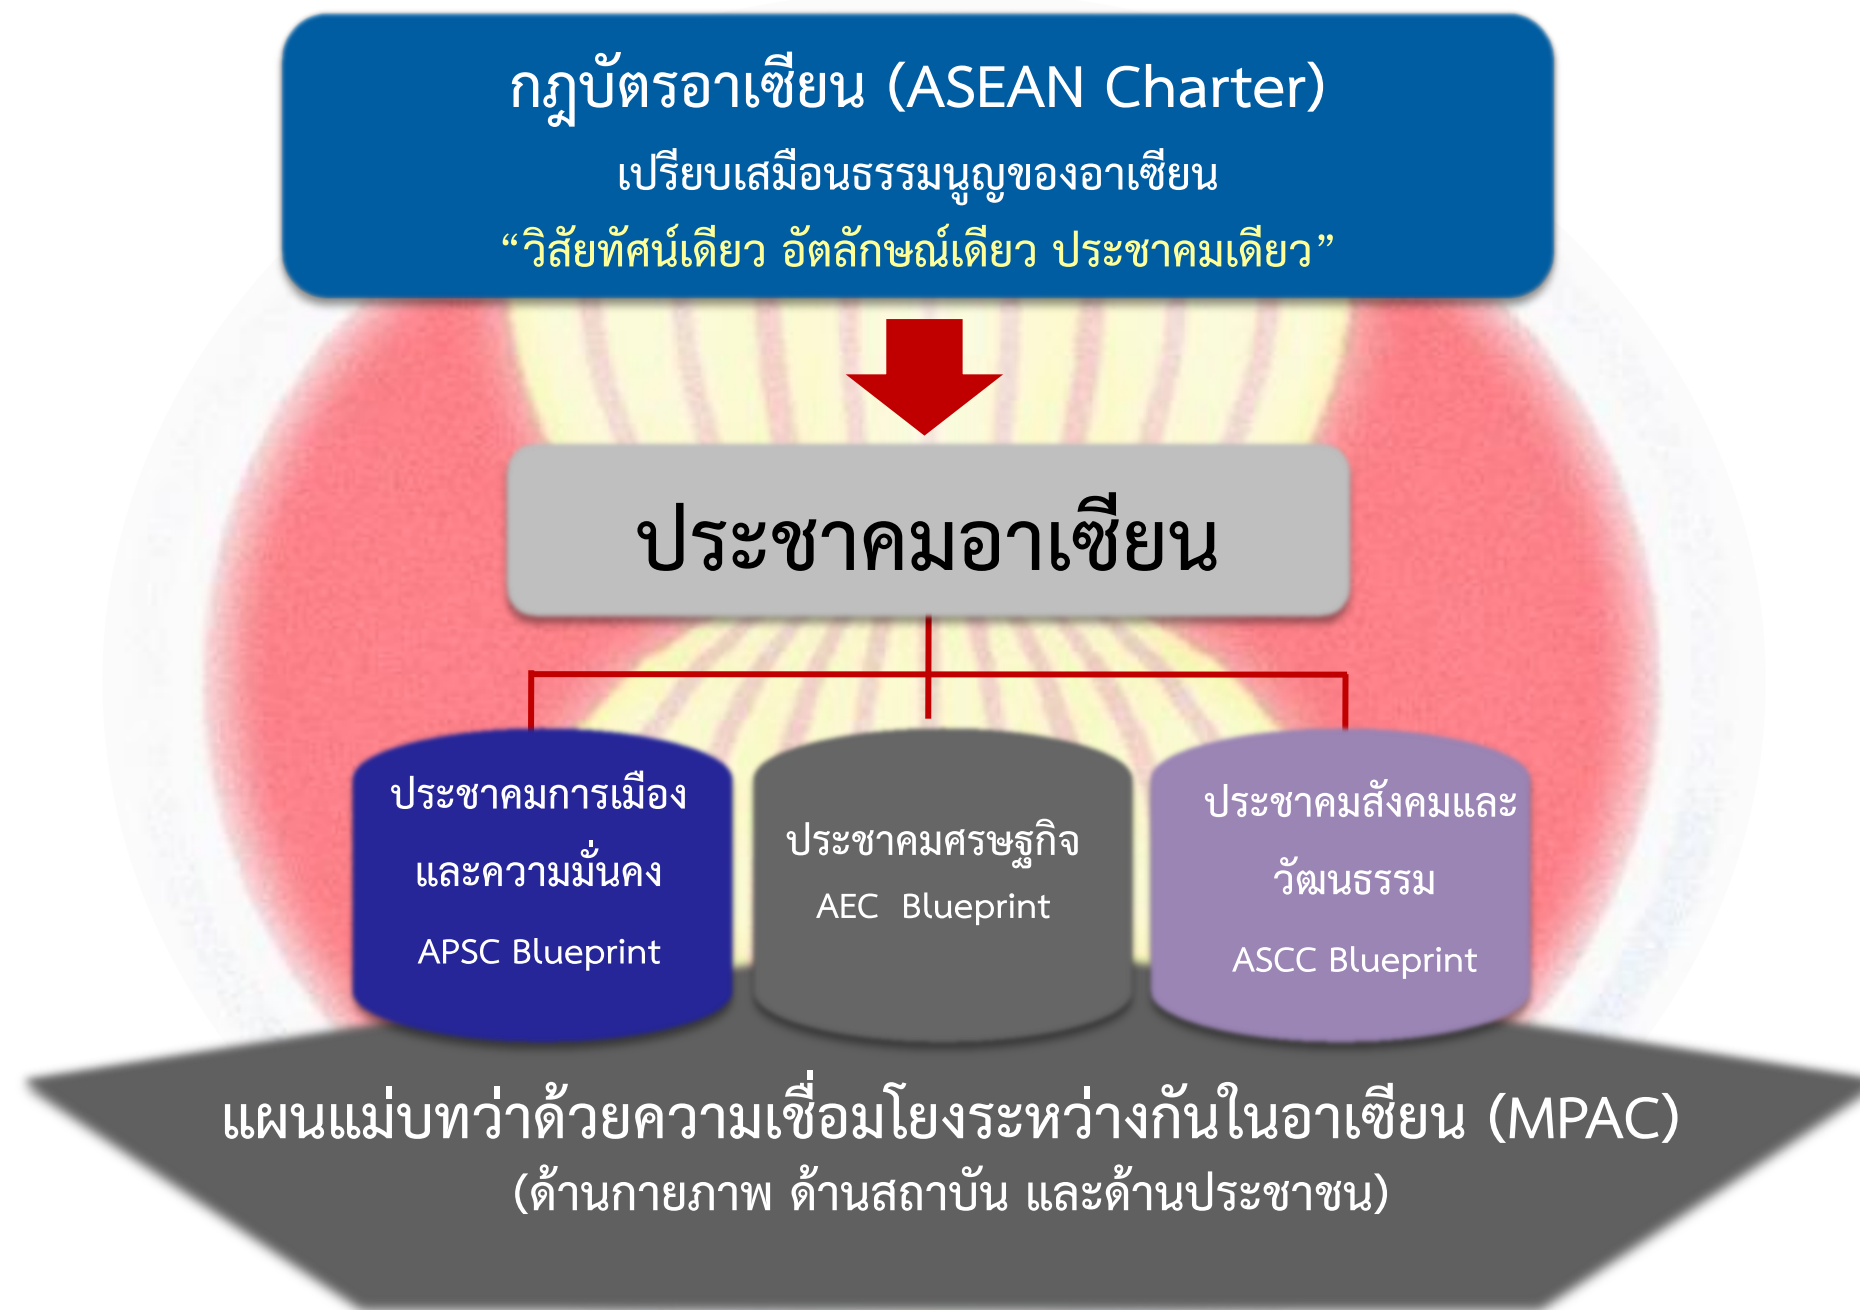 กฎบัตรอาเซียน (ASEAN Charter)
เปรียบเสมือนธรรมนูญของอาเซียน
“วิสัยทัศน์เดียว อัตลักษณ์เดียว ประชาคมเดียว”
ประชาคมอาเซียน
ประชาคมการเมือง
และความมั่นคง
APSC Blueprint
ประชาคมศรษฐกิจ
AEC Blueprint
ประชาคมสังคมและ
วัฒนธรรม
ASCC Blueprint
แผนแม่บทว่าด้วยความเชื่อมโยงระหว่างกันในอาเซียน (MPAC)
(ด้านกายภาพ ด้านสถาบัน และด้านประชาชน)